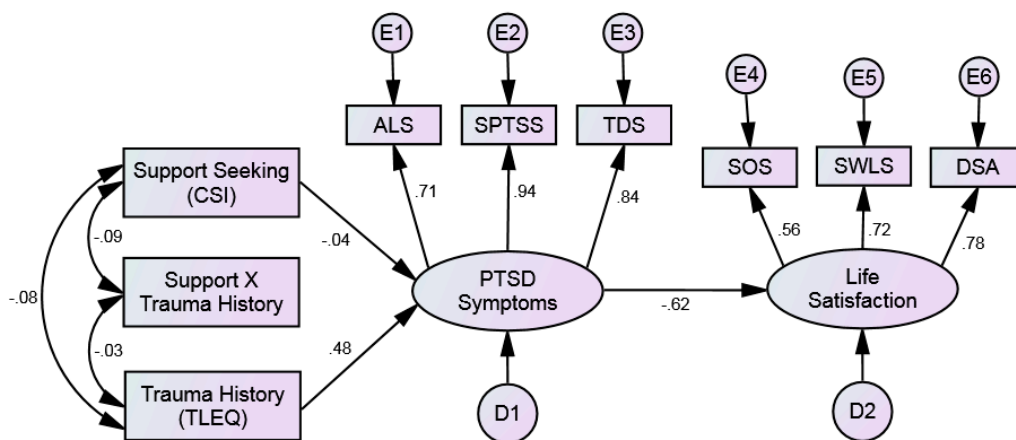 E1
E2
E3
E4
E5
E6
ALS
SPTSS
TDS
SOS
SWLS
DSA
Support Seeking
(CSI)
.71
.94
.84
.56
.72
.78
-.09
-.04
Support X
Trauma History
PTSD
Symptoms
Life
Satisfaction
-.08
-.62
-.03
.48
Trauma History
(TLEQ)
D1
D2